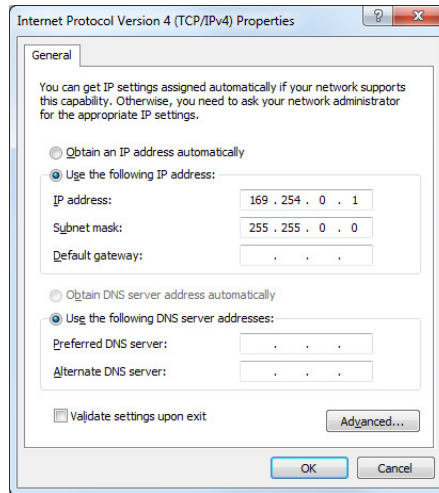 Internet Protocol Version 4 (TCP/IPv4) Properties
General
You can get IP settings assigned automatically if your network supports
this capability. Otherwise, you need to ask your network administrator
for the appropriate IP settings.
Obtain an IP address automatically
Use the following IP address:
IP address: 169 . 254 . 0 . 1
Subnet mask: 255 . 255 . 0 . 0
Default gateway: . . .
Obtain DNS server address automatically
Use the following DNS server addresses:
Preferred DNS server: . . .
Alternate DNS server: . . .
Validate settings upon exit
Advanced...
OK Cancel